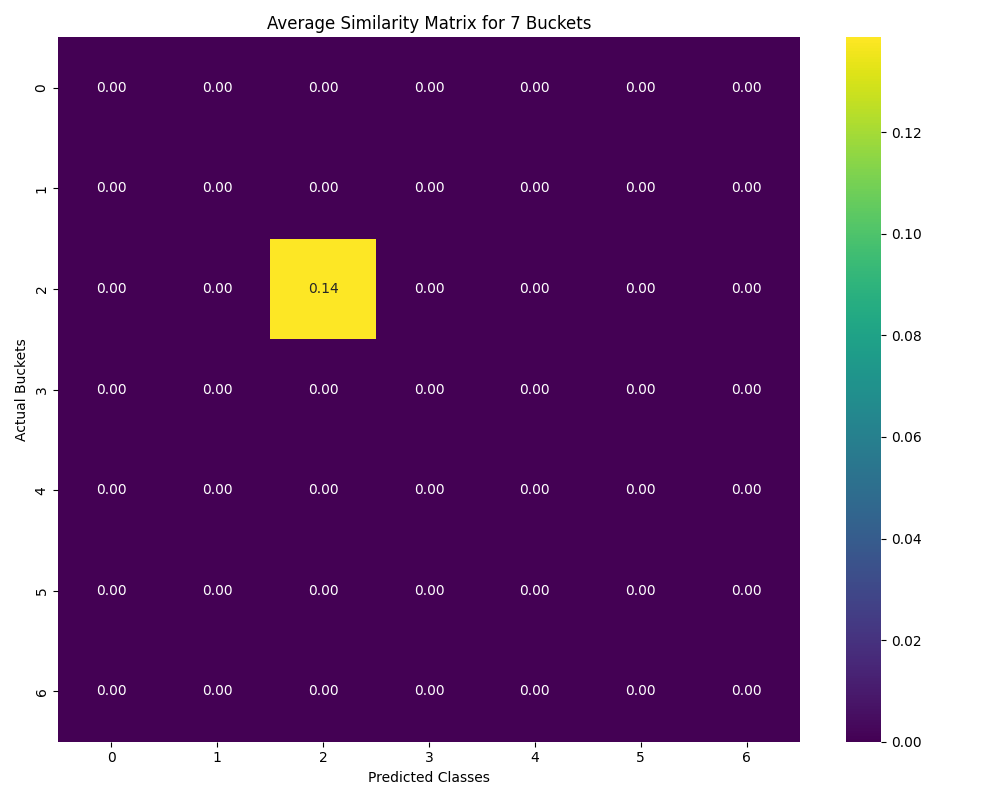 Average Similarity Matrix for 7 Buckets
0 0.00 0.00 0.00 0.00 0.00 0.00 0.00
0.12
1 0.00 0.00 0.00 0.00 0.00 0.00 0.00
0.10
2 0.00 0.00 0.14 0.00 0.00 0.00 0.00
0.08
Actual Buckets
3 0.00 0.00 0.00 0.00 0.00 0.00 0.00
0.06
4 0.00 0.00 0.00 0.00 0.00 0.00 0.00
0.04
5 0.00 0.00 0.00 0.00 0.00 0.00 0.00
0.02
6 0.00 0.00 0.00 0.00 0.00 0.00 0.00
0.00
0 1 2 3 4 5 6
Predicted Classes